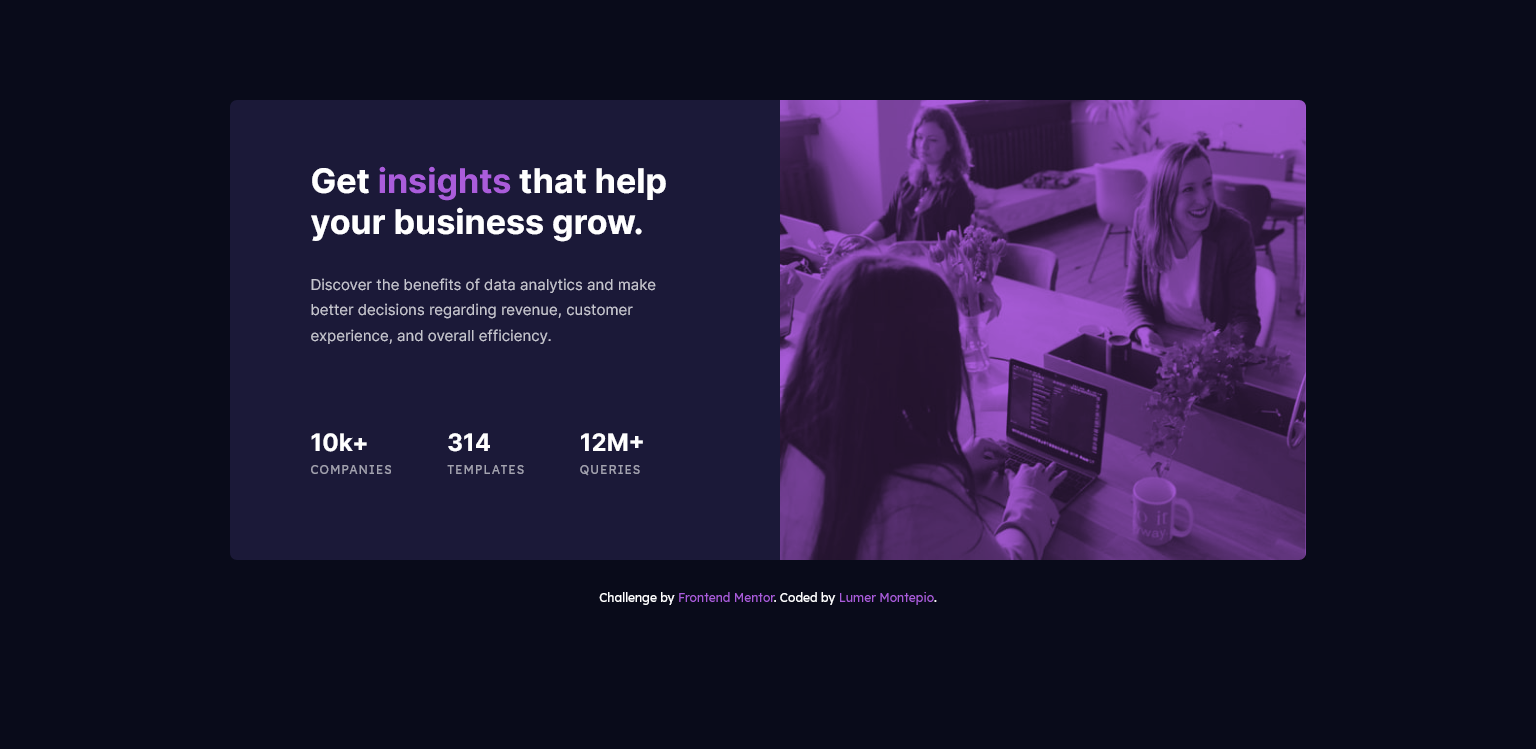 Get insights that help
your business grow.
Discover the benefits of data analytics and make
better decisions regarding revenue, customer
experience, and overall efficiency.
10k+ 314 12M+
COMPANIES TEMPLATES QUERIES
Challenge by Frontend Mentor. Coded by Lumer Montepio.